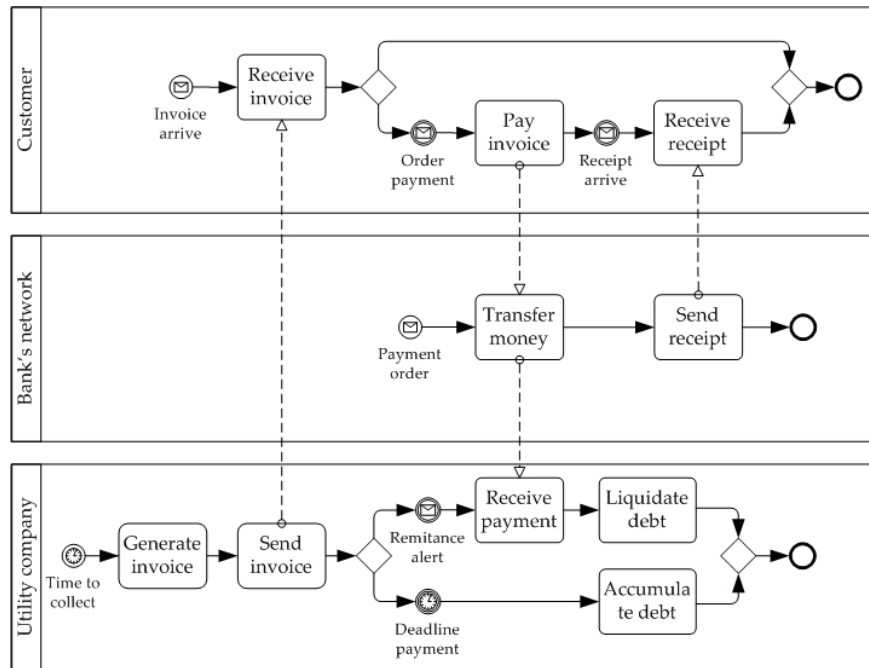 Customer
Invoice
arrive
Receive
invoice
Order
payment
Pay
invoice
Receipt
arrive
Receive
receipt
Bank's network
Payment
order
Transfer
money
Send
receipt
Utility company
Time to
collect
Generate
invoice
Send
invoice
Remitance
alert
Receive
payment
Liquidate
debt
Deadline
payment
Accumula
te debt